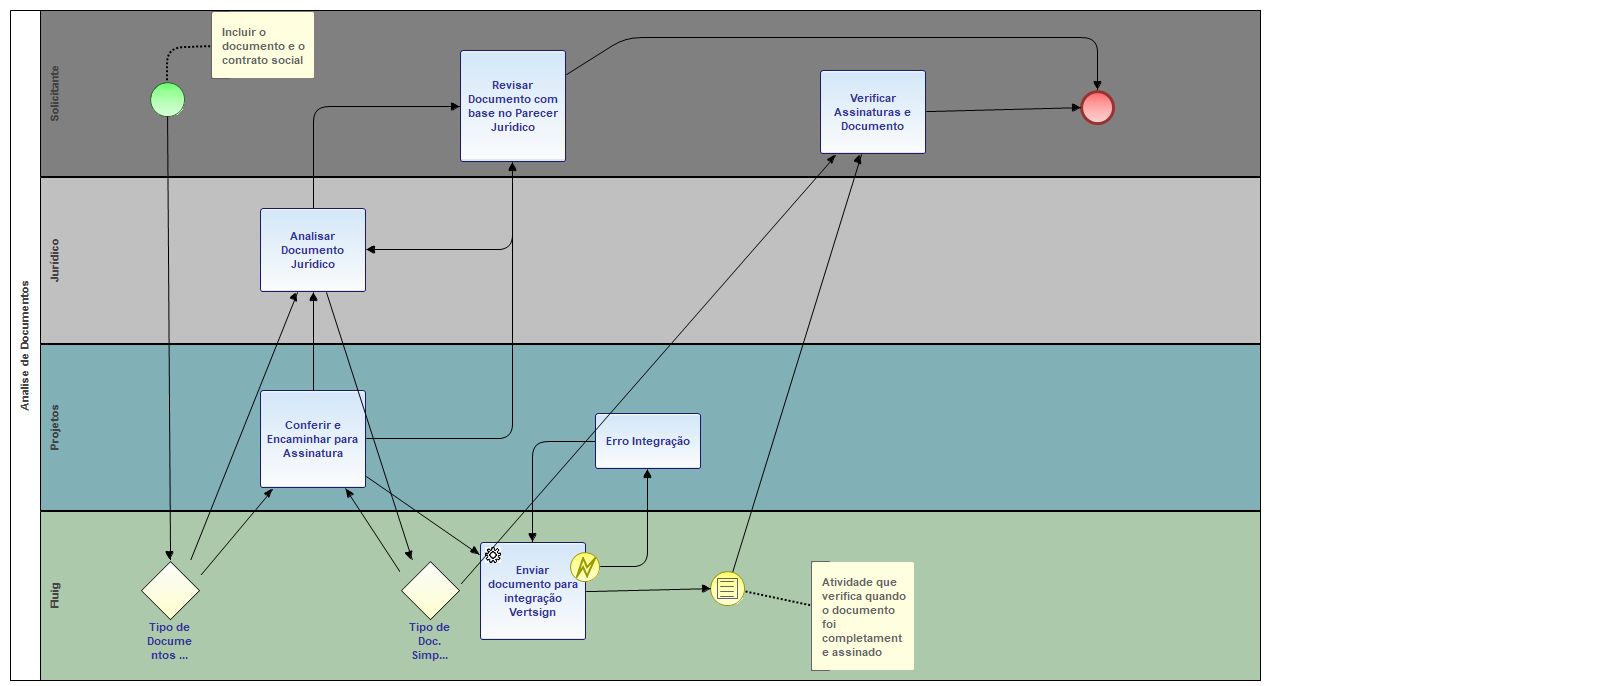 Analise de Documentos
Solicitante
Incluir o
documento e o
contrato social
Revisar
Documento com
base no Parecer
Jurídico
Verificar
Assinaturas e
Documento
Jurídico
Analisar
Documento
Jurídico
Projetos
Conferir e
Encaminhar para
Assinatura
Erro Integração
Fluig
Tipo de
Docume
ntos ...
Tipo de
Doc.
Simp...
Enviar
documento para
integração
Vertsign
Atividade que
verifica quando
o documento
foi
completament
e assinado